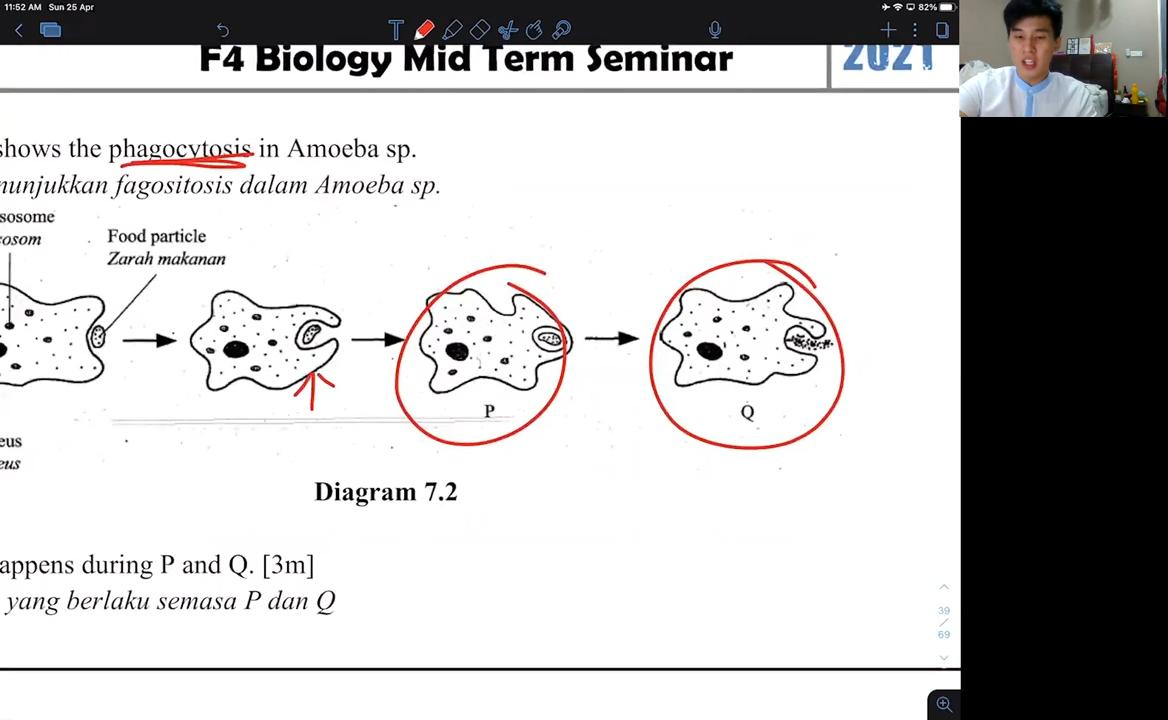 11:52 AM Sun 25 Apr
82%
F4 Biology Mid Term Seminar
2021
shows the phagocytosis in Amoeba sp.
nunjukkan fagositosis dalam Amoeba sp.
sosome
osom
Food particle
Zarah makanan
P
Q
eus
eus
Diagram 7.2
appens during P and Q. [3m]
yang berlaku semasa P dan Q
39
/
69